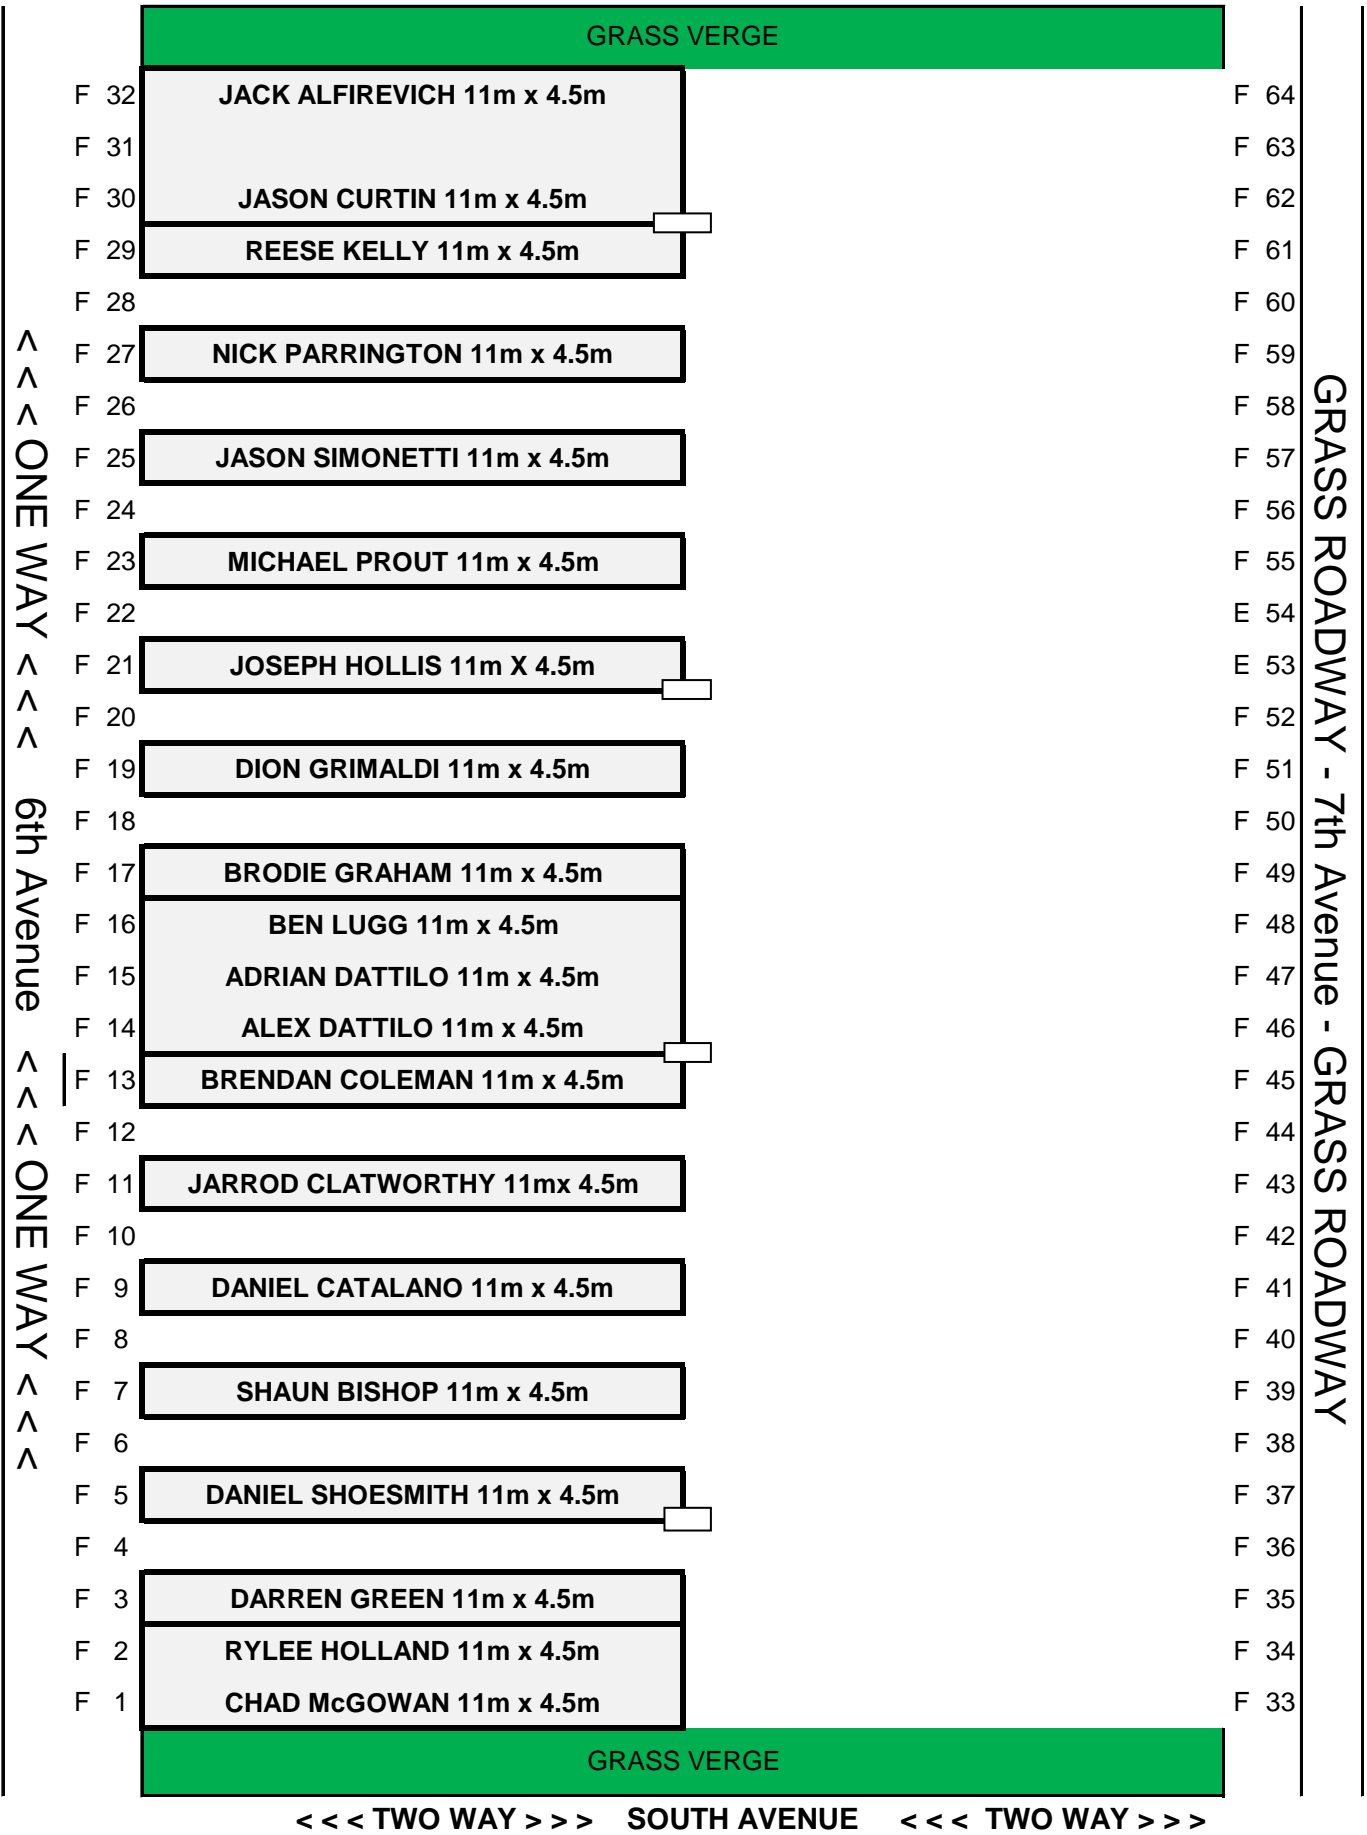 GRASS VERGE
F 32 JACK ALFIREVICH 11m x 4.5m F 64
F 31 F 63
F 30 JASON CURTIN 11m x 4.5m F 62
F 29 REESE KELLY 11m x 4.5m F 61
F 28 F 60
F 27 NICK PARRINGTON 11m x 4.5m F 59
F 26 F 58
F 25 JASON SIMONETTI 11m x 4.5m F 57
F 24 F 56
F 23 MICHAEL PROUT 11m x 4.5m F 55
F 22 E 54
F 21 JOSEPH HOLLIS 11m X 4.5m E 53
F 20 F 52
F 19 DION GRIMALDI 11m x 4.5m F 51
F 18 F 50
F 17 BRODIE GRAHAM 11m x 4.5m F 49
F 16 BEN LUGG 11m x 4.5m F 48
F 15 ADRIAN DATTILO 11m x 4.5m F 47
F 14 ALEX DATTILO 11m x 4.5m F 46
F 13 BRENDAN COLEMAN 11m x 4.5m F 45
F 12 F 44
F 11 JARROD CLATWORTHY 11mx 4.5m F 43
F 10 F 42
F 9 DANIEL CATALANO 11m x 4.5m F 41
F 8 F 40
F 7 SHAUN BISHOP 11m x 4.5m F 39
F 6 F 38
F 5 DANIEL SHOESMITH 11m x 4.5m F 37
F 4 F 36
F 3 DARREN GREEN 11m x 4.5m F 35
F 2 RYLEE HOLLAND 11m x 4.5m F 34
F 1 CHAD McGOWAN 11m x 4.5m F 33
GRASS VERGE
< < < TWO WAY > > > SOUTH AVENUE < < < TWO WAY > > >
< < < ONE WAY < < < 6th Avenue < < < ONE WAY < < <
GRASS ROADWAY - 7th Avenue - GRASS ROADWAY